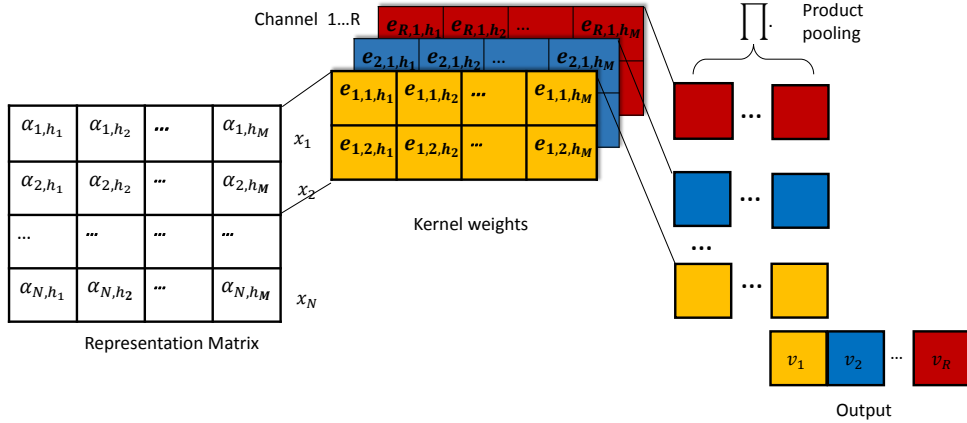 Channel 1...R
e_{R,1,h_1} e_{R,1,h_2} ... e_{R,1,h_M}
e_{2,1,h_1} e_{2,1,h_2} ... e_{2,1,h_M}
e_{1,1,h_1} e_{1,1,h_2} ... e_{1,1,h_M}
e_{1,2,h_1} e_{1,2,h_2} ... e_{1,2,h_M}
Kernel weights
α_{1,h_1} α_{1,h_2} ... α_{1,h_M} x_1
α_{2,h_1} α_{2,h_2} ... α_{2,h_M} x_2
... ... ... ...
α_{N,h_1} α_{N,h_2} ... α_{N,h_M} x_N
Representation Matrix
∏. Product
pooling
...
...
...
...
v_1 v_2 ... v_R
Output